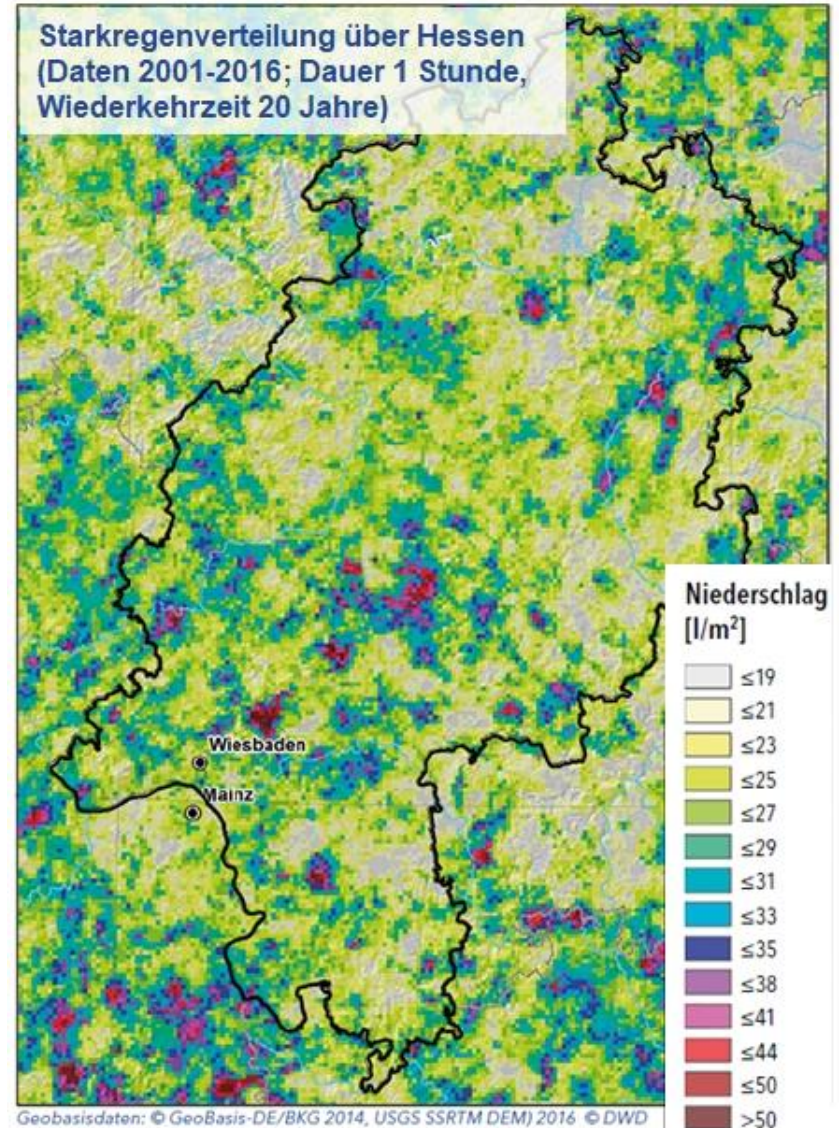 Starkregenverteilung über Hessen
(Daten 2001-2016; Dauer 1 Stunde,
Wiederkehrzeit 20 Jahre)
Niederschlag
[l/m²]
≤19
≤21
≤23
≤25
≤27
≤29
≤31
≤33
≤35
≤38
≤41
≤44
≤50
>50
Wiesbaden
Mainz
Geobasisdaten: © GeoBasis-DE/BKG 2014, USGS SSRTM DEM) 2016 © DWD